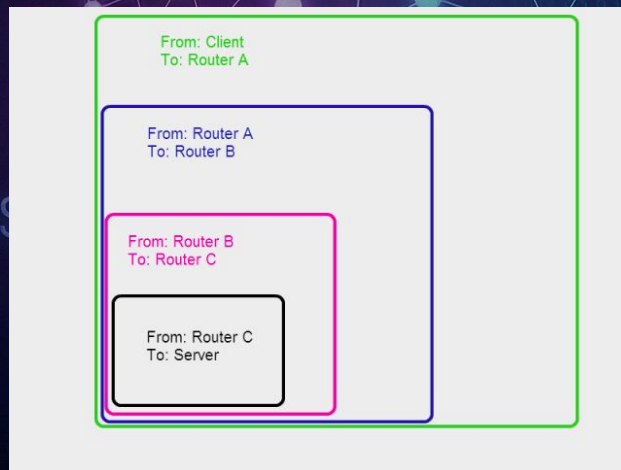 From: Client
To: Router A
From: Router A
To: Router B
From: Router B
To: Router C
From: Router C
To: Server